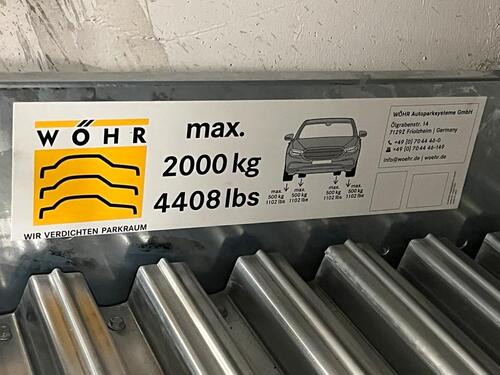 WÖHR
WIR VERDICHTEN PARKRAUM
max.
2000 kg
4408 lbs
max.
500 kg
1102 lbs
max.
500 kg
1102 lbs
max.
500 kg
1102 lbs
max.
500 kg
1102 lbs
WÖHR Autoparksysteme GmbH
Ölgrabenstr. 14
71292 Friolzheim | Germany
+49 [0] 70 44 46-0
+49 [0] 70 44 46-149
info@woehr.de | woehr.de